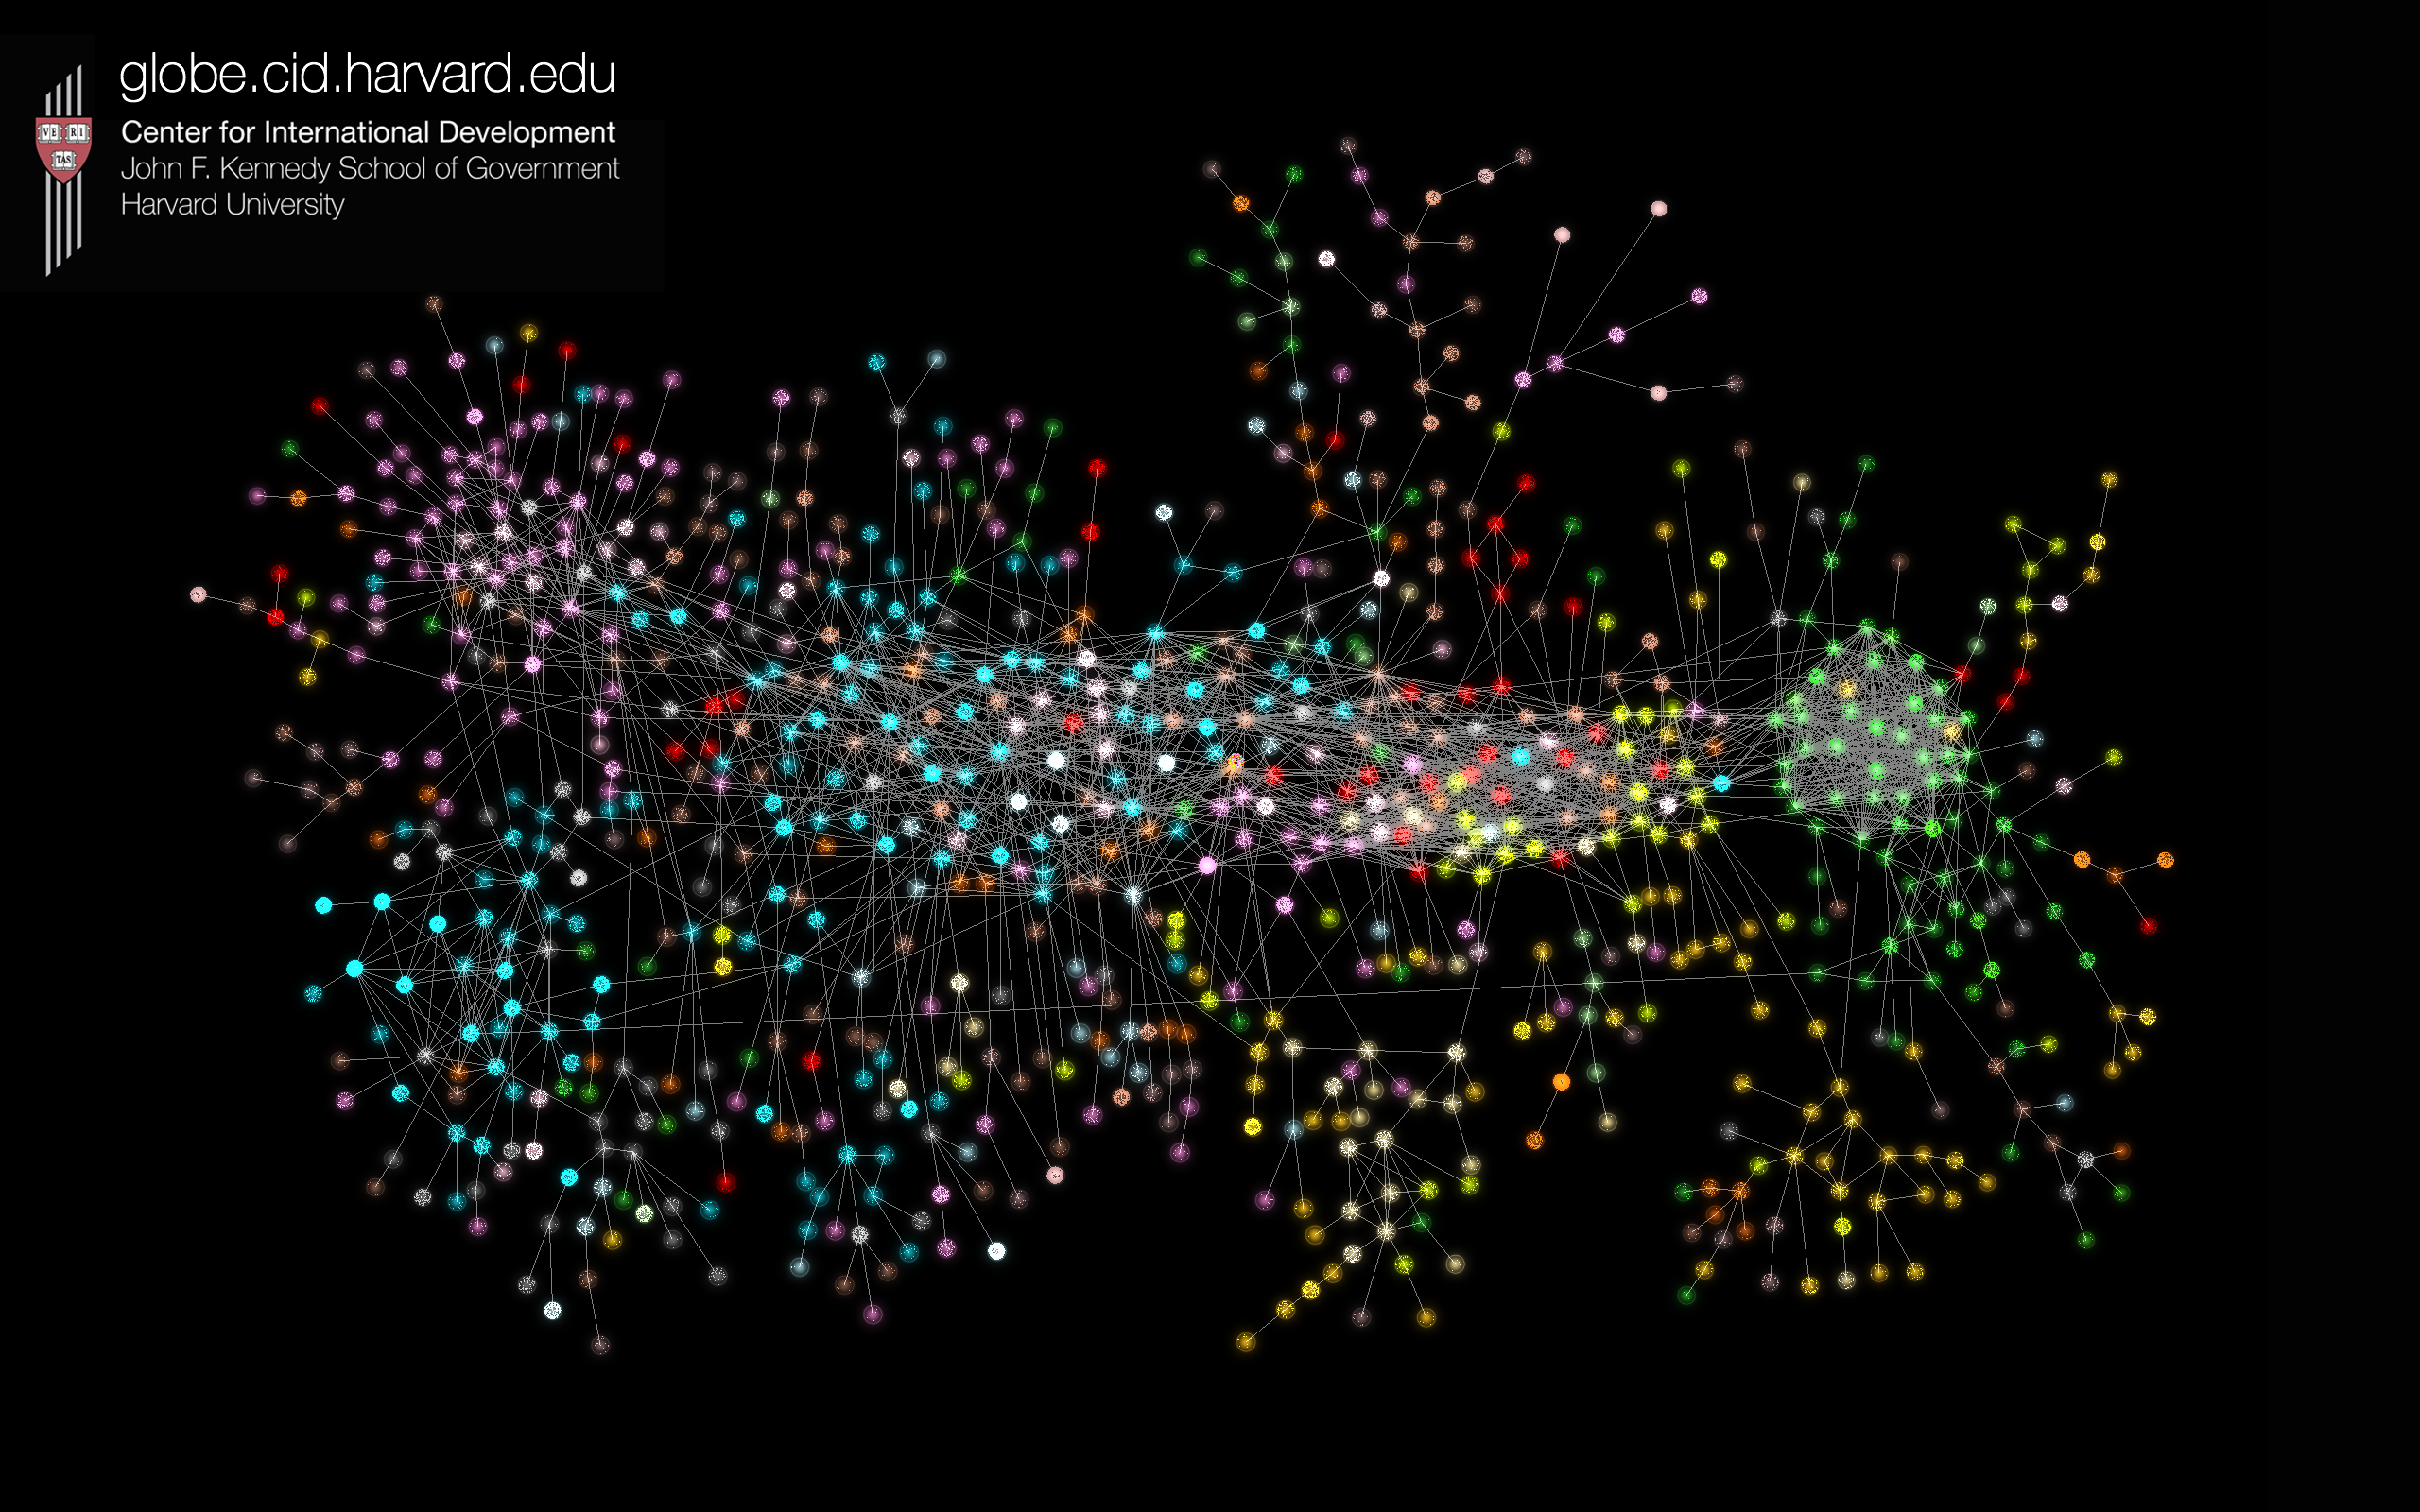 globe.cid.harvard.edu
Center for International Development
John F. Kennedy School of Government
Harvard University
VE RI
TAS